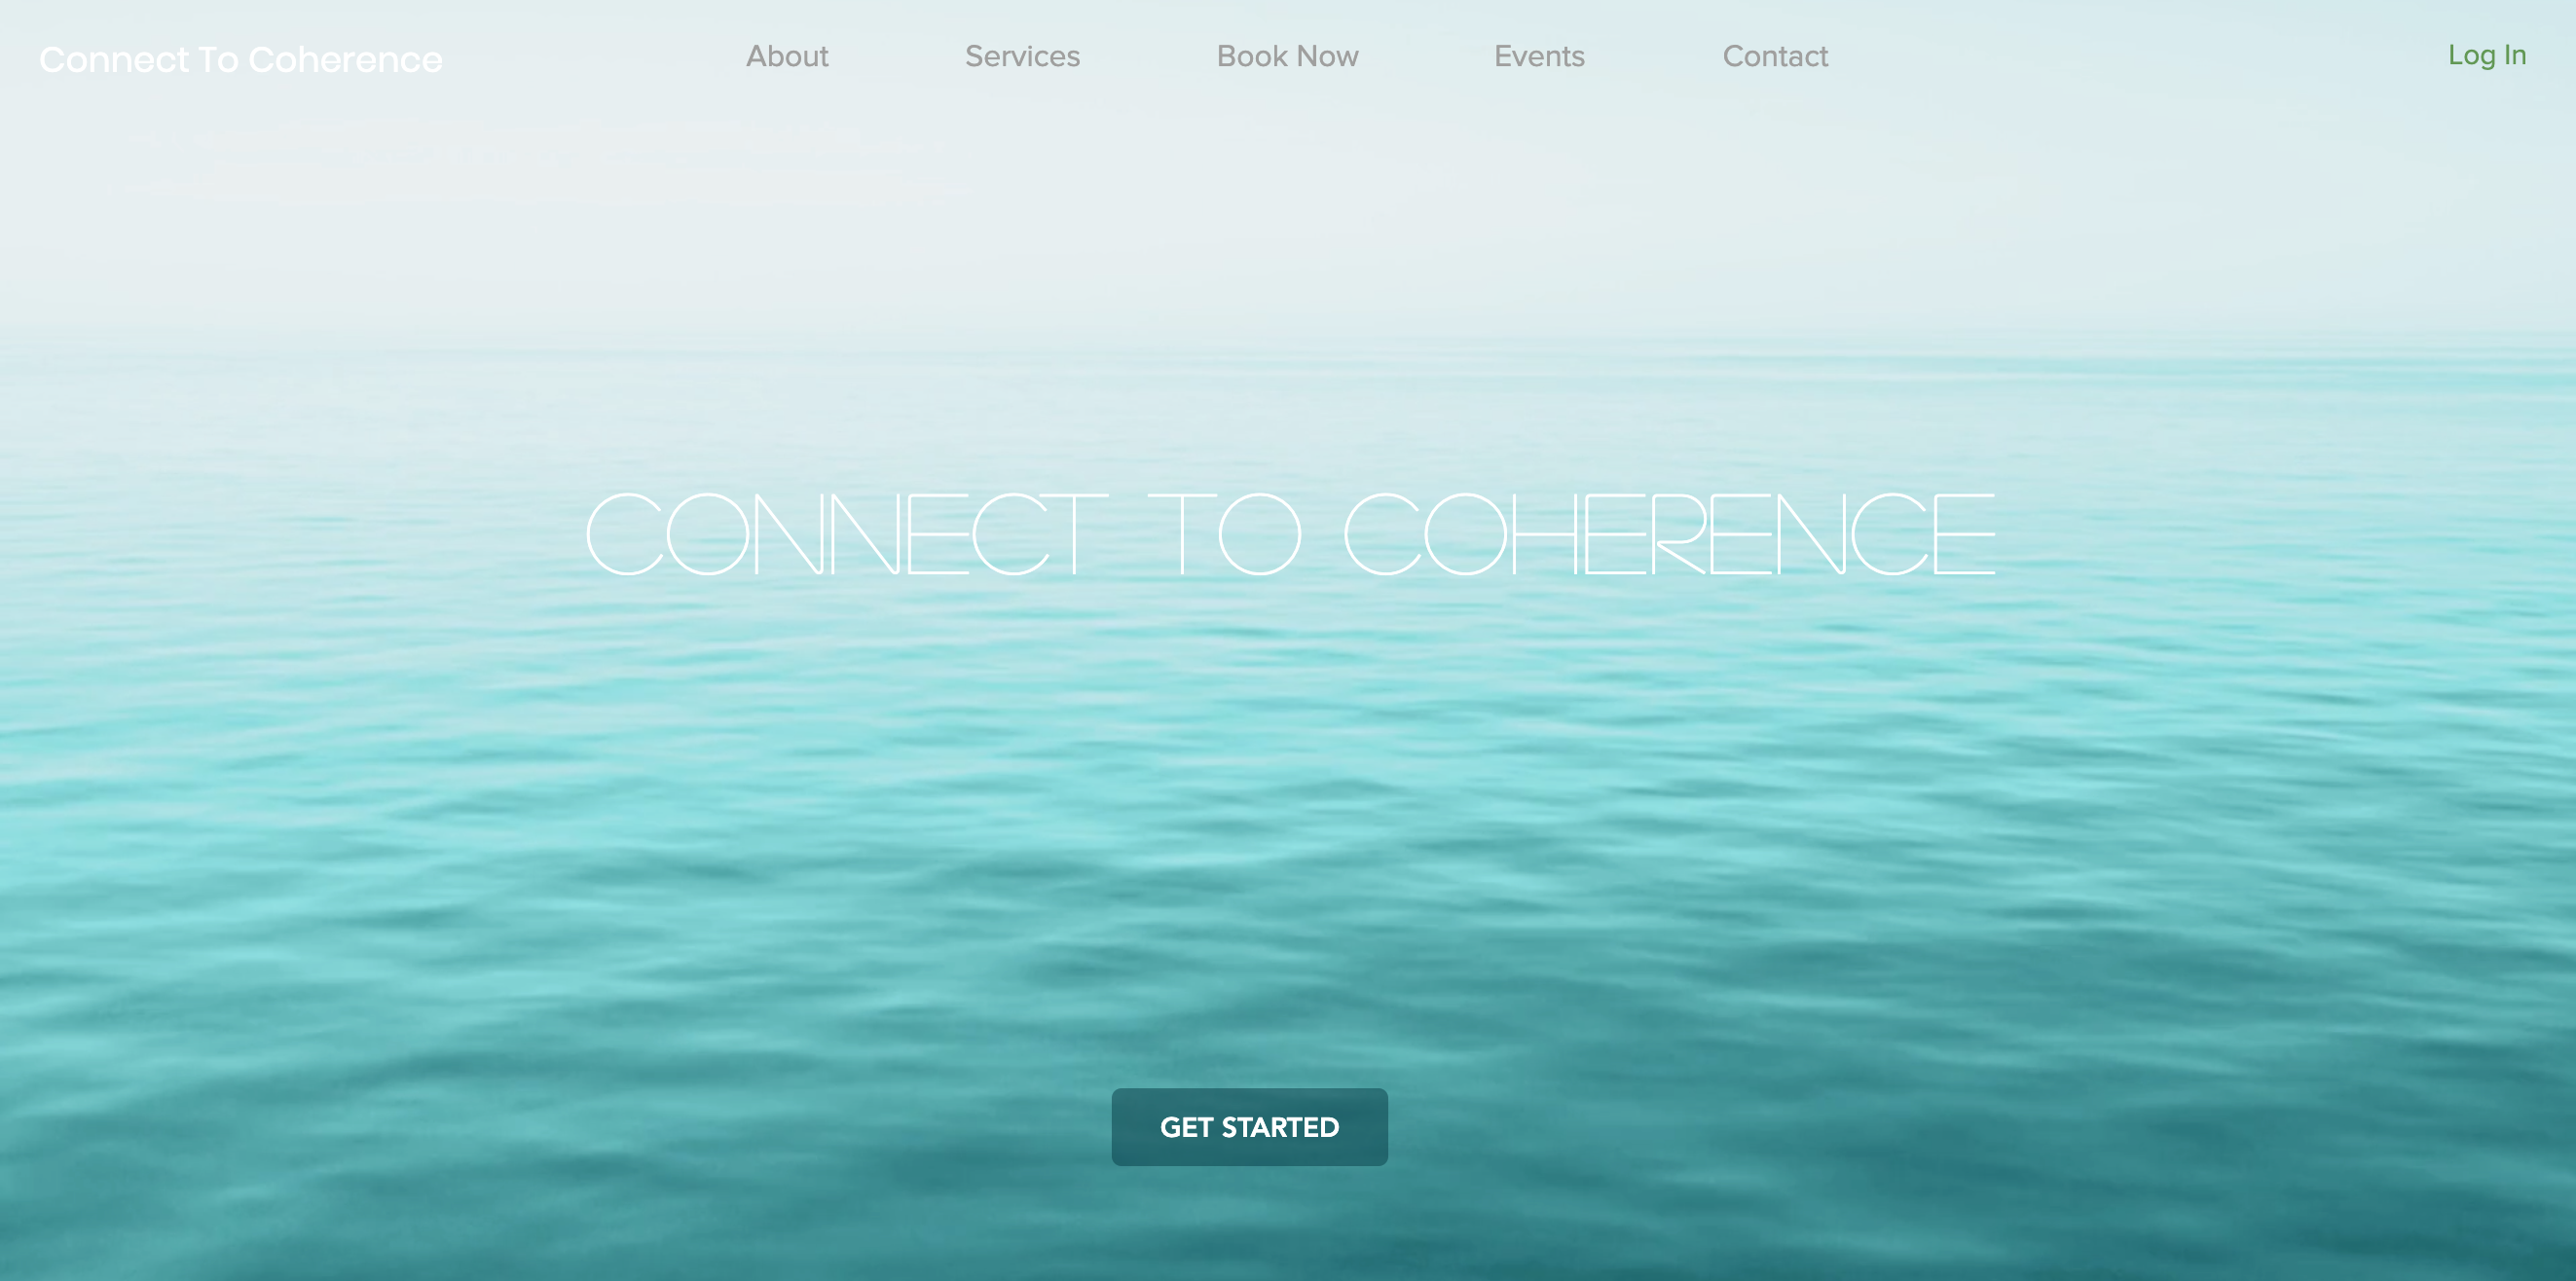 Connect To Coherence
About
Services
Book Now
Events
Contact
Log In
CONNECT TO COHERENCE
GET STARTED